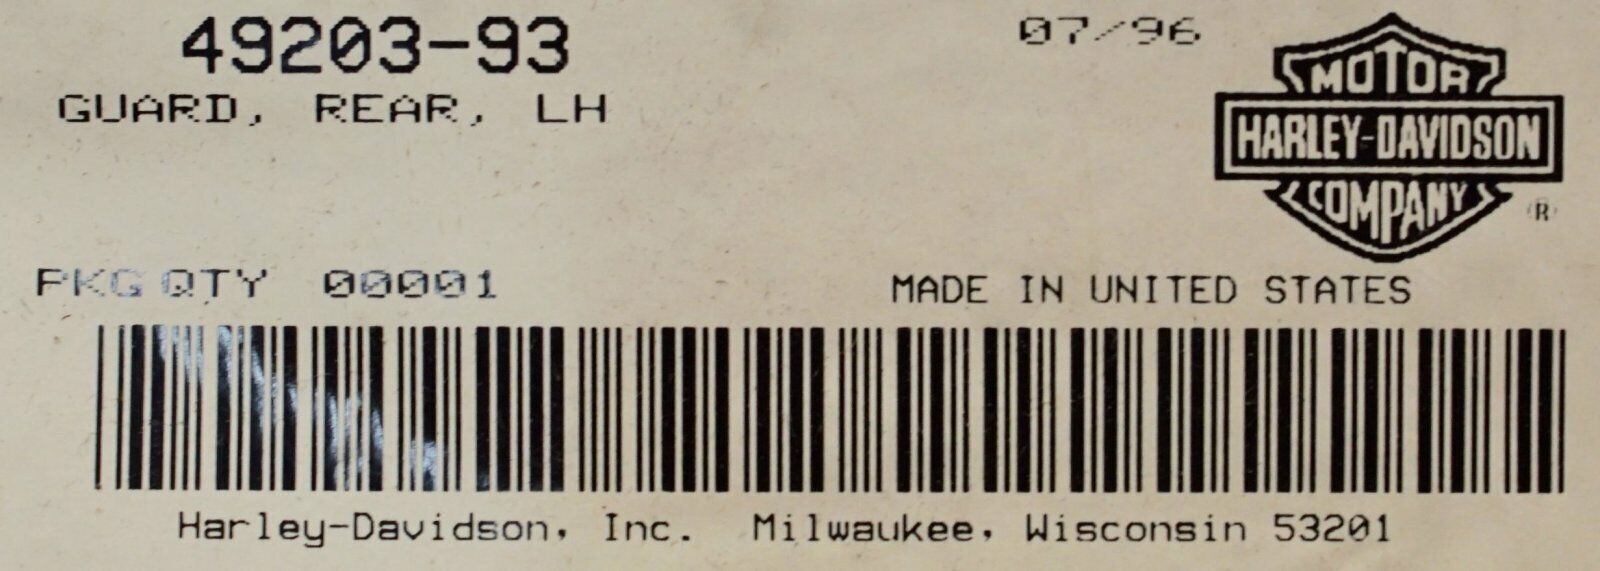 49203-93
07/96
GUARD, REAR, LH
MOTOR
HARLEY-DAVIDSON
COMPANY
®
PKG QTY 00001
MADE IN UNITED STATES
Harley-Davidson, Inc. Milwaukee, Wisconsin 53201